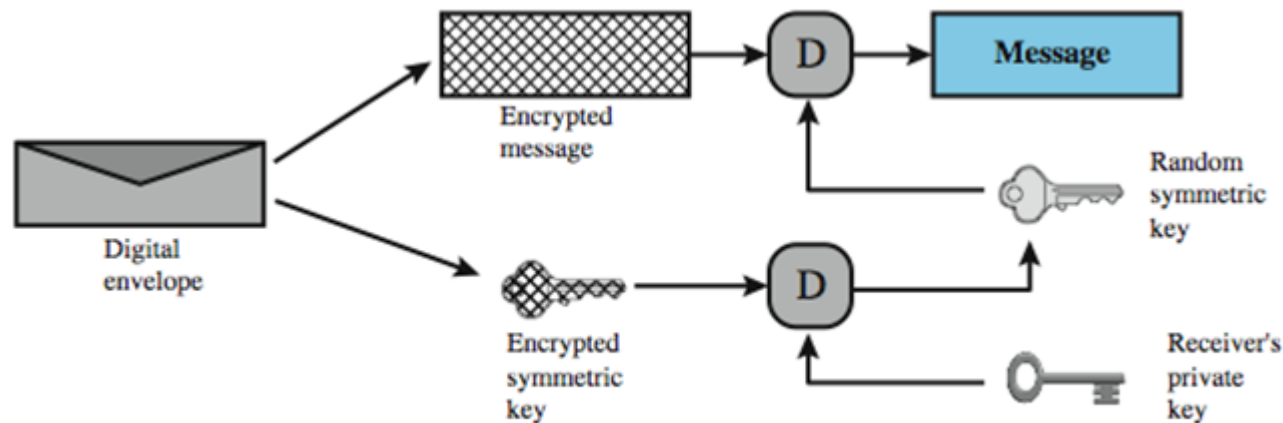 D
Message
Encrypted
message
Random
symmetric
key
Digital
envelope
D
Encrypted
symmetric
key
Receiver's
private
key